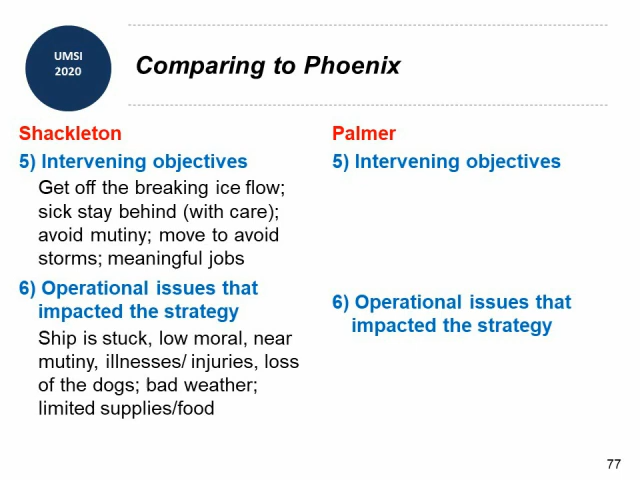 UMSI
2020
Comparing to Phoenix
Shackleton
5) Intervening objectives
Get off the breaking ice flow;
sick stay behind (with care);
avoid mutiny; move to avoid
storms; meaningful jobs
6) Operational issues that
impacted the strategy
Ship is stuck, low moral, near
mutiny, illnesses/ injuries, loss
of the dogs; bad weather;
limited supplies/food
Palmer
5) Intervening objectives
6) Operational issues that
impacted the strategy
77